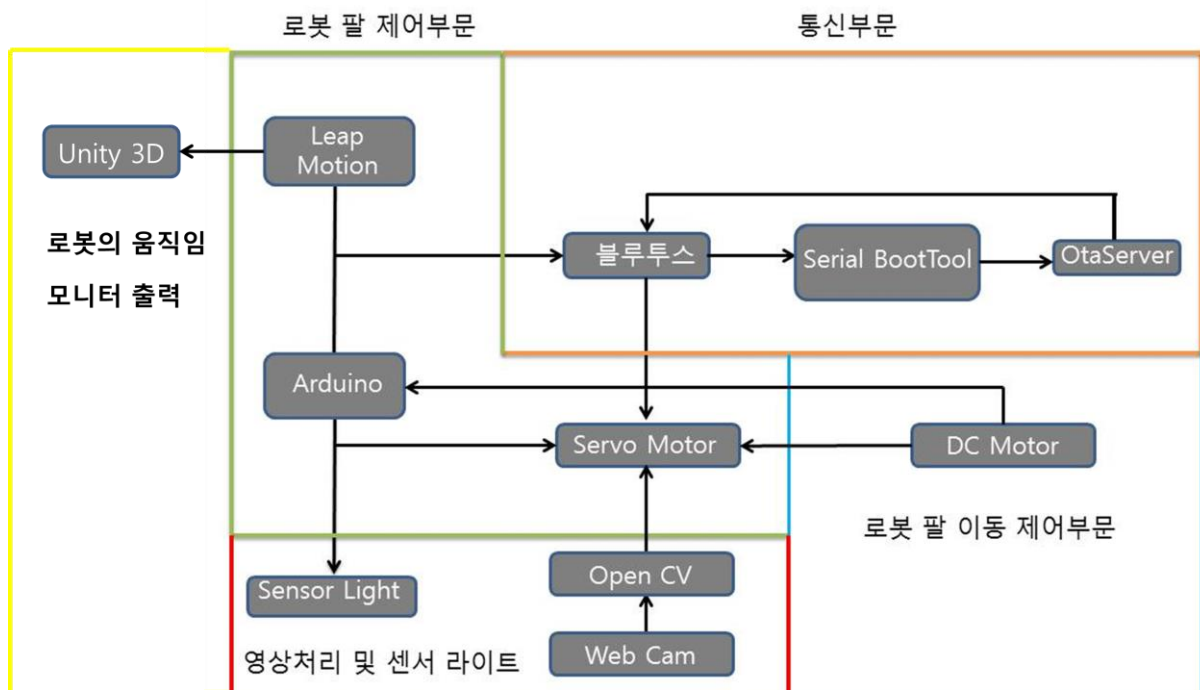 로봇 팔 제어부문
통신부문
Unity 3D
Leap
Motion
로봇의 움직임
모니터 출력
블루투스
Serial BootTool
OtaServer
Arduino
Servo Motor
DC Motor
로봇 팔 이동 제어부문
Sensor Light
Open CV
영상처리 및 센서 라이트
Web Cam